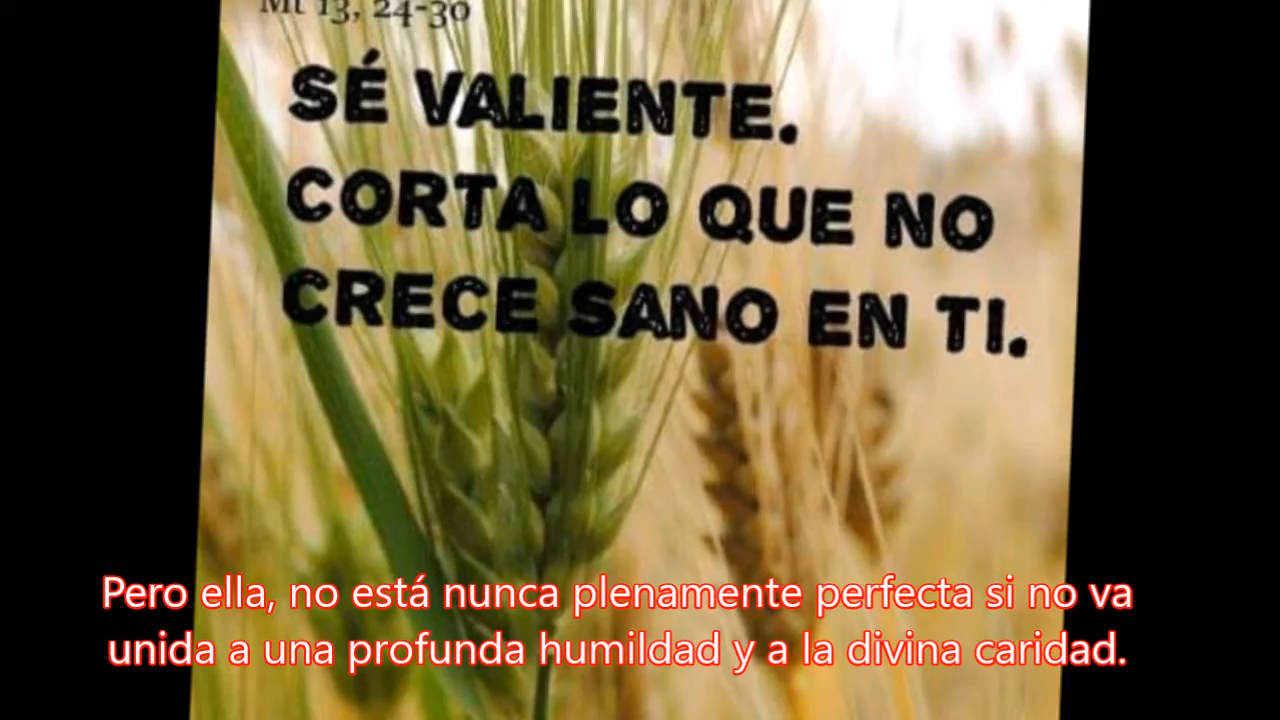 Mt 13, 24-30
SÉ VALIENTE.
CORTA LO QUE NO
CRECE SANO EN TI.
Pero ella, no está nunca plenamente perfecta si no va
unida a una profunda humildad y a la divina caridad.